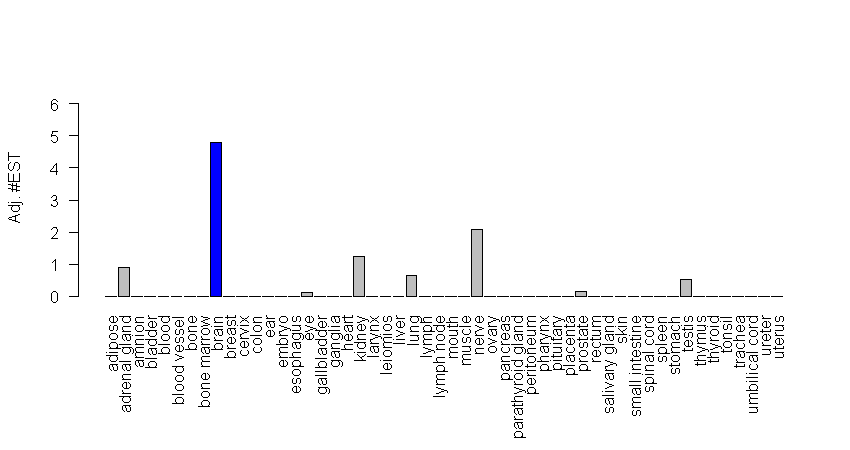 Adj. #EST
6
5
4
3
2
1
0
adipose
adrenal gland
amnion
bladder
blood
blood vessel
bone
bone marrow
brain
breast
cervix
colon
ear
embryo
esophagus
eye
gallbladder
ganglia
heart
kidney
larynx
leiomios
liver
lung
lymph
lymph node
mouth
muscle
nerve
ovary
pancreas
parathyroid gland
peritoneum
pharynx
pituitary
placenta
prostate
rectum
salivary gland
skin
small intestine
spinal cord
spleen
stomach
testis
thymus
thyroid
tonsil
trachea
umbilical cord
ureter
uterus